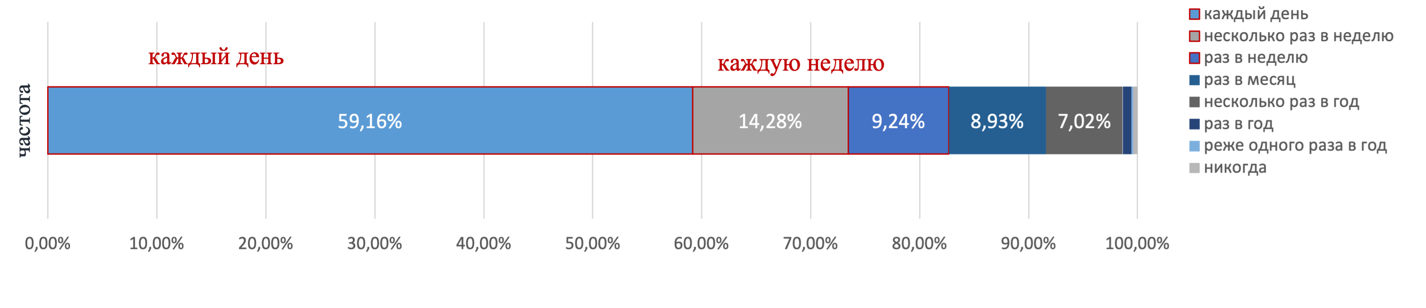 каждый день
каждую неделю
частота
59,16%
14,28%
9,24%
8,93%
7,02%
0,00%
10,00%
20,00%
30,00%
40,00%
50,00%
60,00%
70,00%
80,00%
90,00%
100,00%
каждый день
несколько раз в неделю
раз в неделю
раз в месяц
несколько раз в год
раз в год
реже одного раза в год
никогда